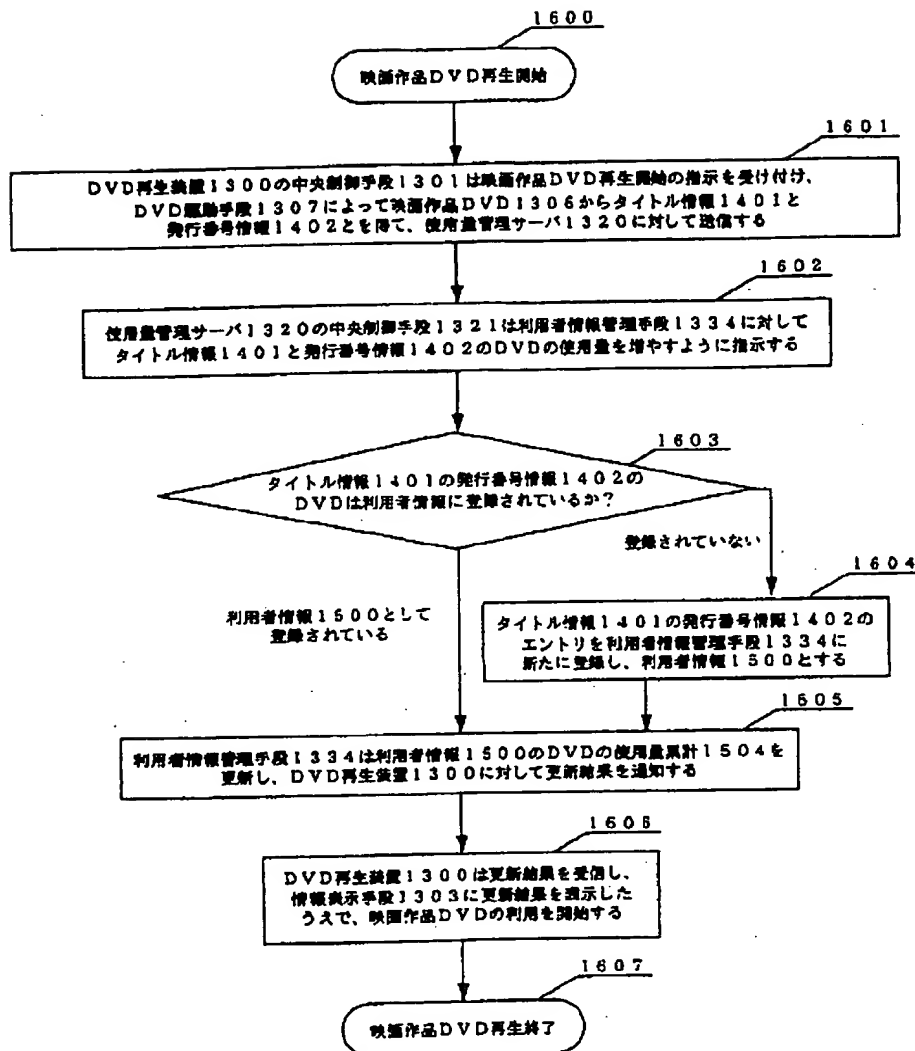 1600
映画作品DVD再生開始
1601
DVD再生装置1300の中央制御手段1301は映画作品DVD再生開始の指示を受け付け、
DVD駆動手段1307によって映画作品DVD1306からタイトル情報1401と
発行番号情報1402とを得て、使用量管理サーバ1320に対して送信する
1602
使用量管理サーバ1320の中央制御手段1321は利用者情報管理手段1334に対して
タイトル情報1401と発行番号情報1402のDVDの使用量を増やすように指示する
1603
タイトル情報1401の発行番号情報1402の
DVDは利用者情報に登録されているか?
登録されていない
1604
利用者情報1500として
登録されている
タイトル情報1401の発行番号情報1402の
エントリを利用者情報管理手段1334に
新たに登録し、利用者情報1500とする
1605
利用者情報管理手段1334は利用者情報1500のDVDの使用量累計1504を
更新し、DVD再生装置1300に対して更新結果を通知する
1606
DVD再生装置1300は更新結果を受信し、
情報表示手段1303に更新結果を表示した
うえで、映画作品DVDの利用を開始する
1607
映画作品DVD再生終了